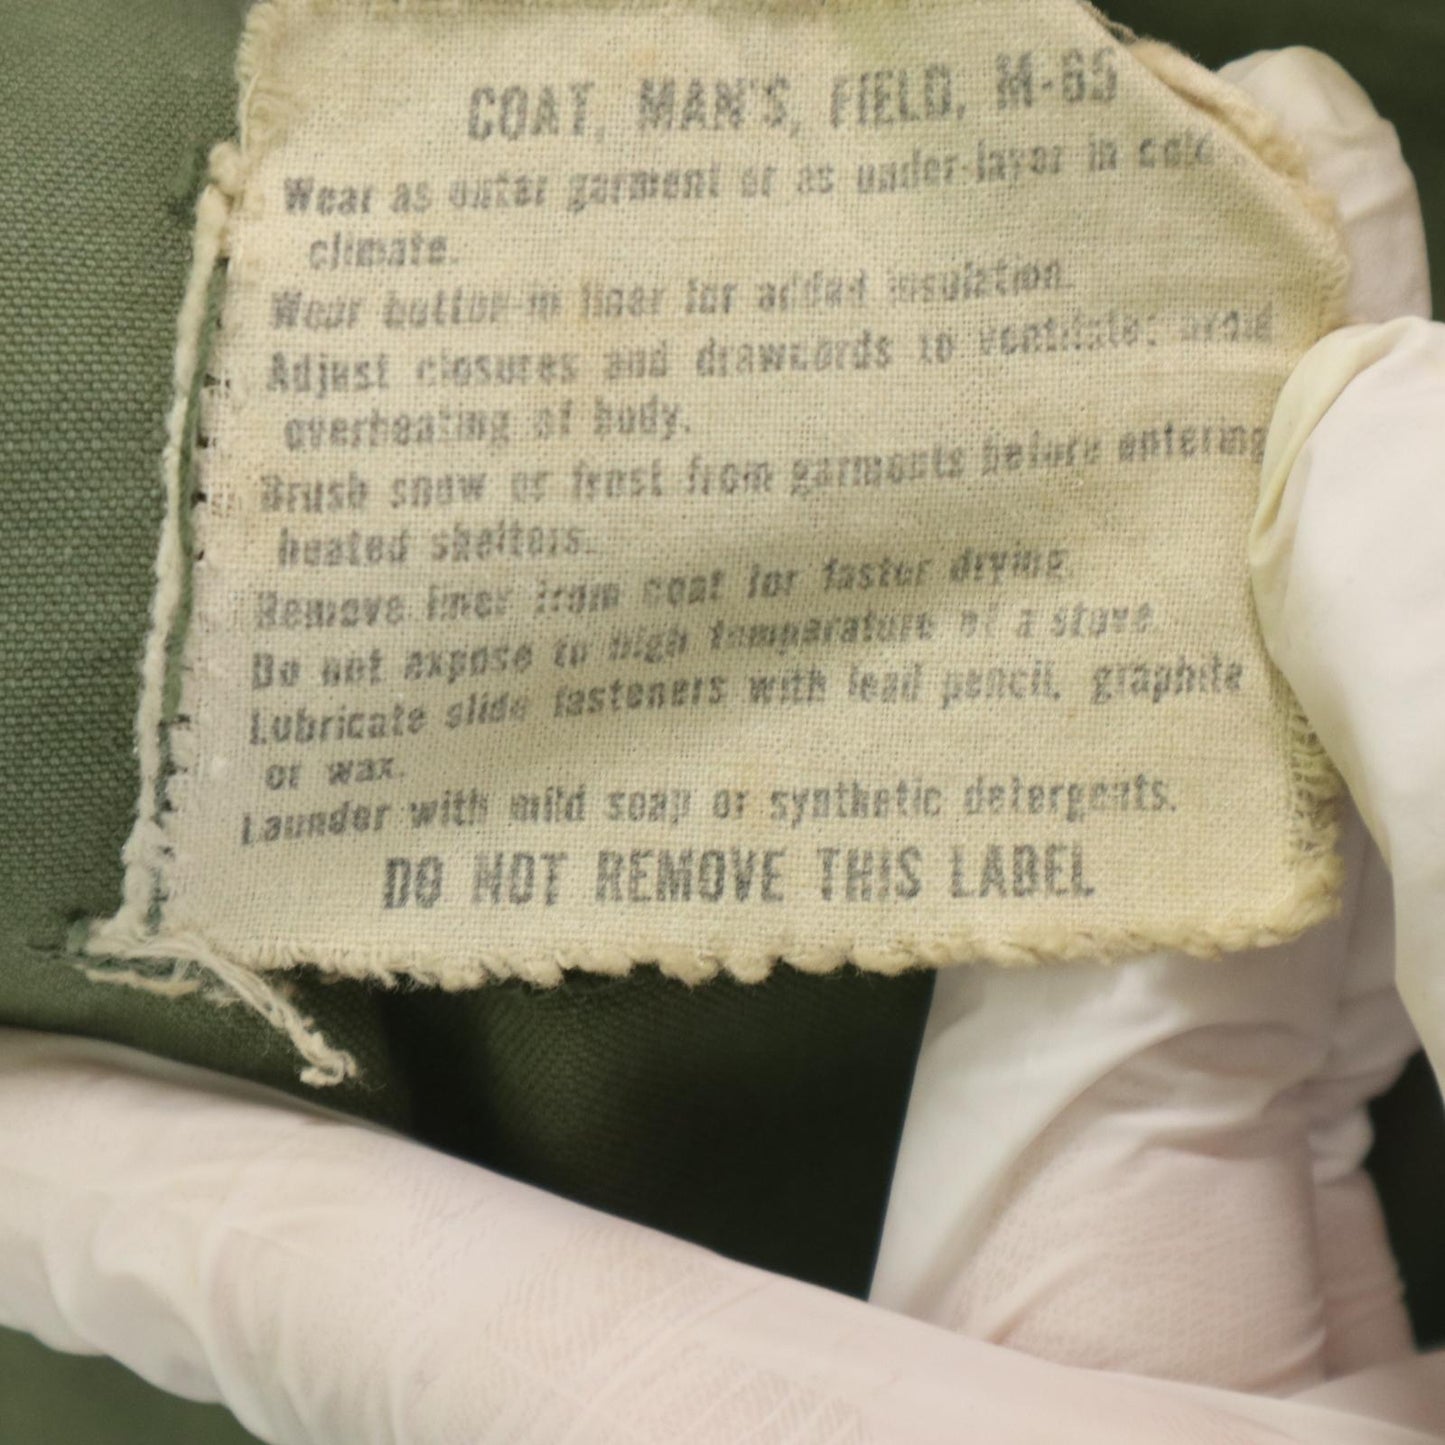 COAT, MAN'S, FIELD, M-65
Wear as outer garment or as under-layer in cold
climate.
Wear button-in liner for added insulation.
Adjust closures and drawcords to ventilate; avoid
overheating of body.
Brush snow or frost from garments before entering
heated shelters.
Remove liner from coat for faster drying.
Do not expose to high temperature of a stove.
Lubricate slide fasteners with lead pencil, graphite
or wax.
Launder with mild soap or synthetic detergents.
DO NOT REMOVE THIS LABEL